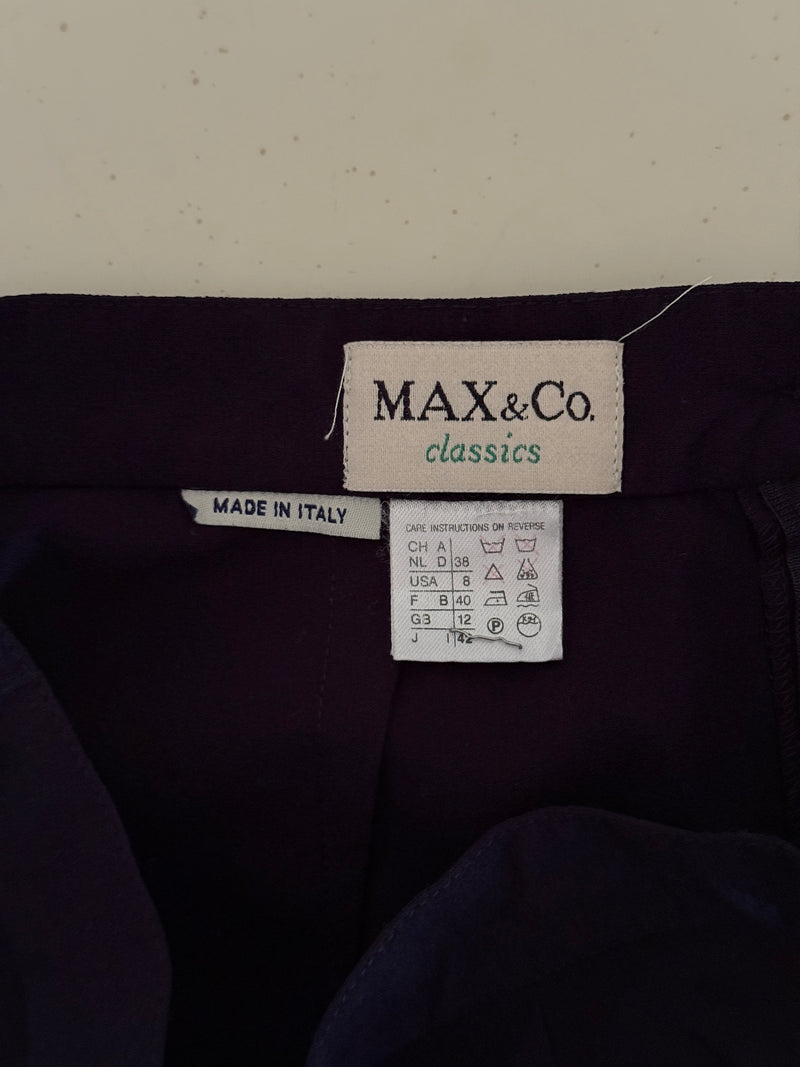 MAX&Co.
classics
MADE IN ITALY
CARE INSTRUCTIONS ON REVERSE
CH A
NL D 38
USA 8
F B 40
GB 12
J I 42
P